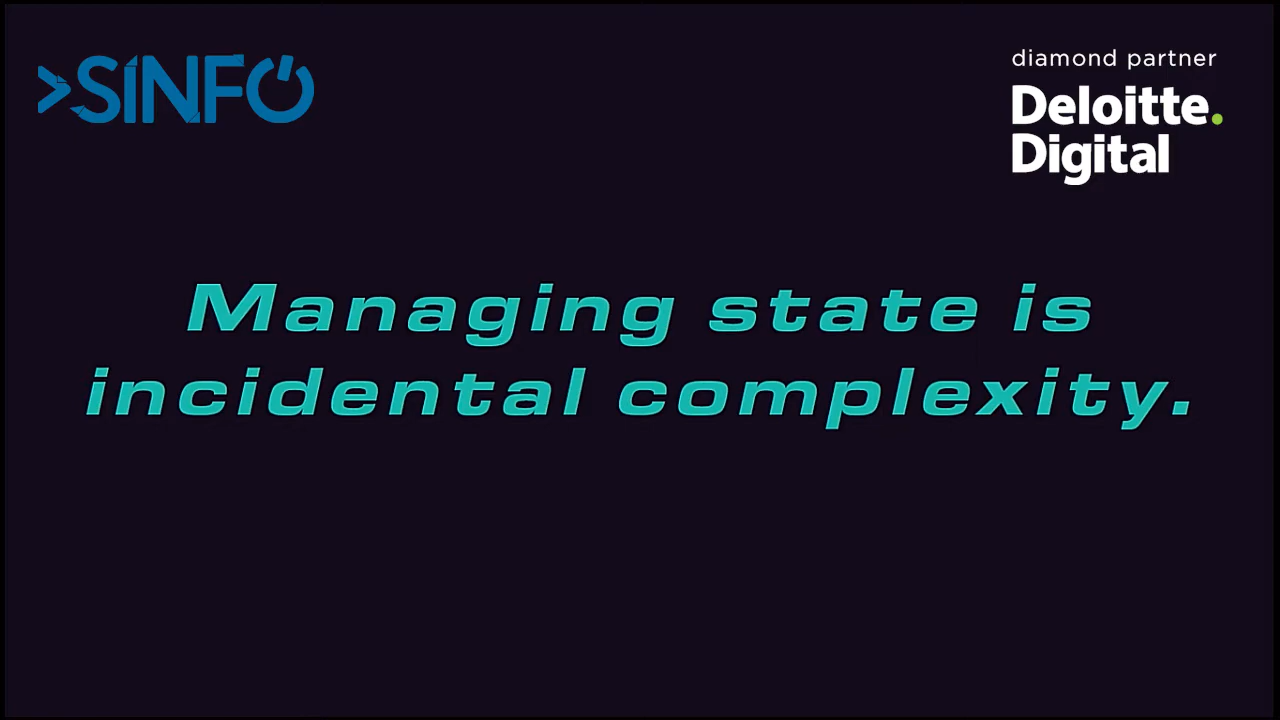 >SINFO
diamond partner
Deloitte.
Digital
Managing state is
incidental complexity.